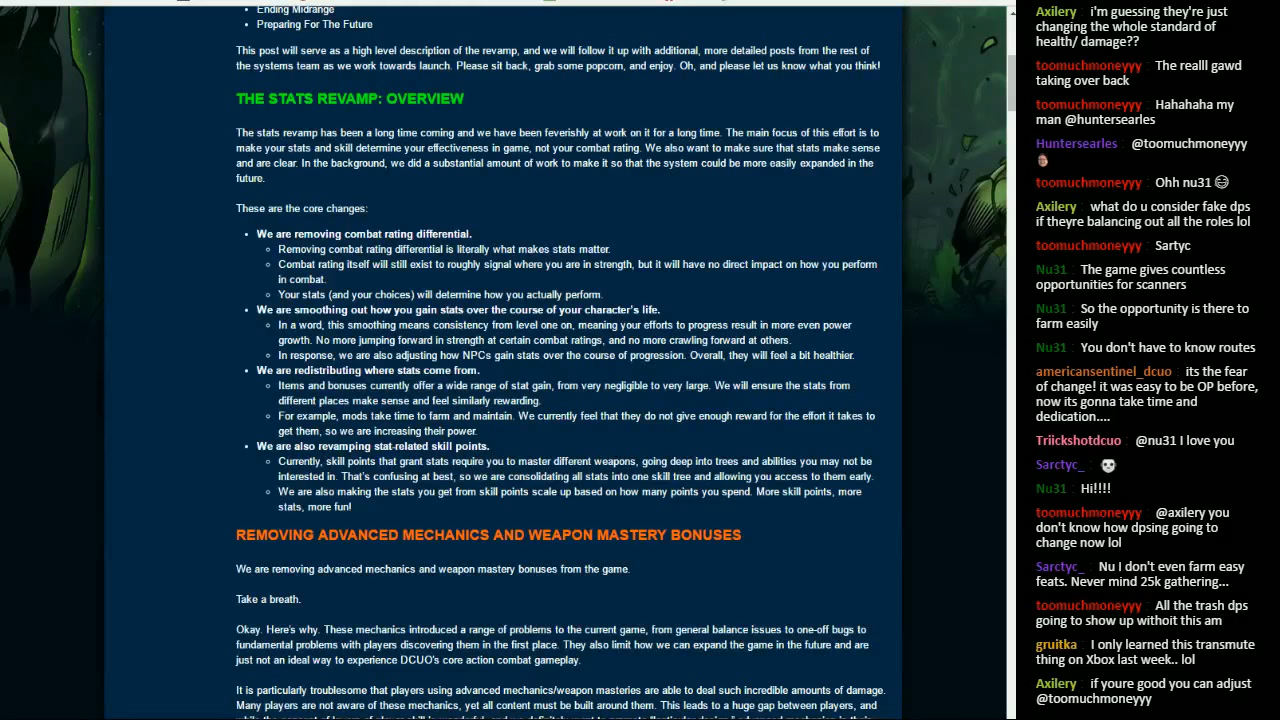 Ending Midrange
Preparing For The Future
This post will serve as a high level description of the revamp, and we will follow it up with additional, more detailed posts from the rest of
the systems team as we work towards launch. Please sit back, grab some popcorn, and enjoy. Oh, and please let us know what you think!
THE STATS REVAMP: OVERVIEW
The stats revamp has been a long time coming and we have been feverishly at work on it for a long time. The main focus of this effort is to
make your stats and skill determine your effectiveness in game, not your combat rating. We also want to make sure that stats make sense
and are clear. In the background, we did a substantial amount of work to make it so that the system could be more easily expanded in the
future.
These are the core changes:
We are removing combat rating differential.
Removing combat rating differential is literally what makes stats matter.
Combat rating itself will still exist to roughly signal where you are in strength, but it will have no direct impact on how you perform
in combat.
Your stats (and your choices) will determine how you actually perform.
We are smoothing out how you gain stats over the course of your character's life.
In a word, this smoothing means consistency from level one on, meaning your efforts to progress result in more even power
growth. No more jumping forward in strength at certain combat ratings, and no more crawling forward at others.
In response, we are also adjusting how NPCs gain stats over the course of progression. Overall, they will feel a bit healthier.
We are redistributing where stats come from.
Items and bonuses currently offer a wide range of stat gain, from very negligible to very large. We will ensure the stats from
different places make sense and feel similarly rewarding.
For example, mods take time to farm and maintain. We currently feel that they do not give enough reward for the effort it takes to
get them, so we are increasing their power.
We are also revamping stat-related skill points.
Currently, skill points that grant stats require you to master different weapons, going deep into trees and abilities you may not be
interested in. That's confusing at best, so we are consolidating all stats into one skill tree and allowing you access to them early.
We are also making the stats you get from skill points scale up based on how many points you spend. More skill points, more
stats, more fun!
REMOVING ADVANCED MECHANICS AND WEAPON MASTERY BONUSES
We are removing advanced mechanics and weapon mastery bonuses from the game.
Take a breath.
Okay. Here's why. These mechanics introduced a range of problems to the current game, from general balance issues to one-off bugs to
fundamental problems with players discovering them in the first place. They also limit how we can expand the game in the future and are
just not an ideal way to experience DCUO's core action combat gameplay.
It is particularly troublesome that players using advanced mechanics/weapon masteries are able to deal such incredible amounts of damage.
Many players are not aware of these mechanics, yet all content must be built around them. This leads to a huge gap between players, and
Axilery : i'm guessing they're just
changing the whole standard of
health/ damage??
toomuchmoneyyy : The realll gawd
taking over back
toomuchmoneyyy : Hahahaha my
man @huntersearles
Huntersearles : @toomuchmoneyyy
toomuchmoneyyy : Ohh nu31 😂
Axilery : what do u consider fake dps
if theyre balancing out all the roles lol
toomuchmoneyyy : Sartyc
Nu31 : The game gives countless
opportunities for scanners
Nu31 : So the opportunity is there to
farm easily
Nu31 : You don't have to know routes
americansentinel_dcuo : its the fear
of change! it was easy to be OP before,
now its gonna take time and
dedication....
Triickshotdcuo : @nu31 I love you
Sarctyc_ : 💀
Nu31 : Hi!!!!
toomuchmoneyyy : @axilery you
don't know how dpsing going to
change now lol
Sarctyc_ : Nu I don't even farm easy
feats. Never mind 25k gathering...
toomuchmoneyyy : All the trash dps
going to show up withoit this am
gruitka : I only learned this transmute
thing on Xbox last week.. lol
Axilery : if youre good you can adjust
@toomuchmoneyyy